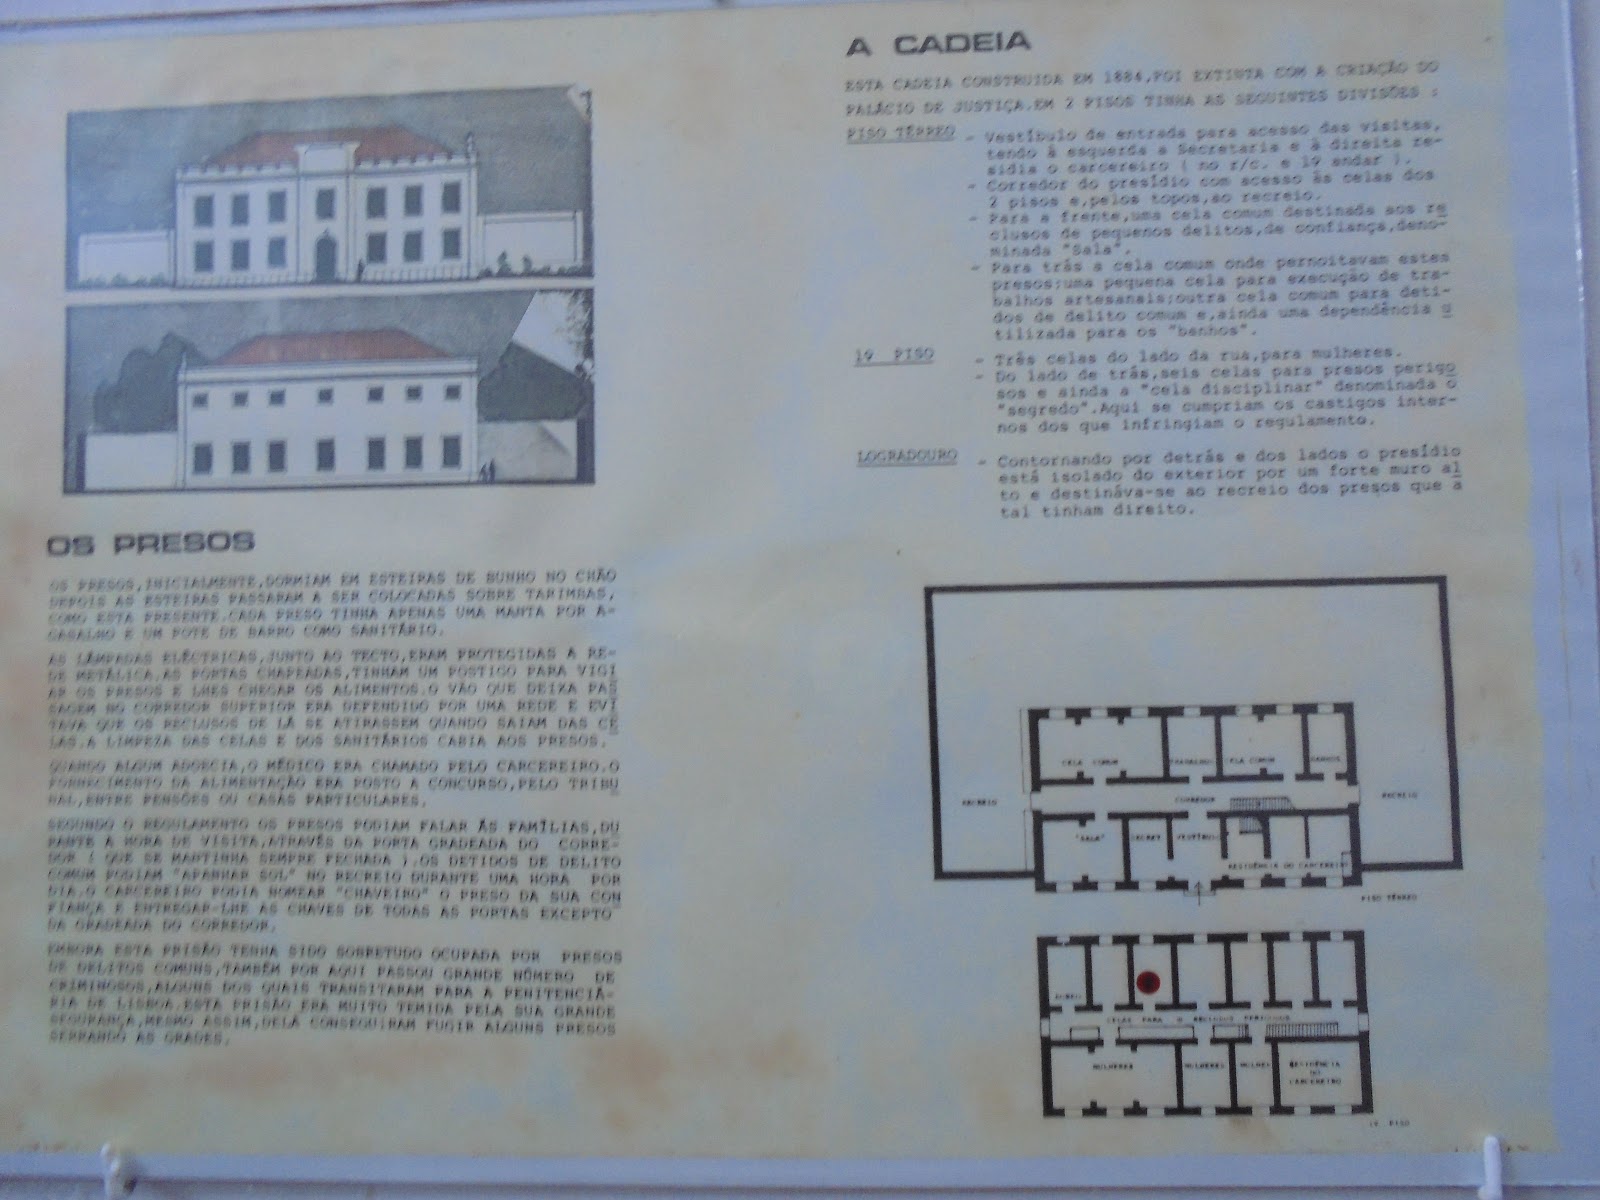 A CADEIA
ESTA CADEIA CONSTRUIDA EM 1884,FOI EXTINTA COM A CRIAÇÃO DO
PALÁCIO DE JUSTIÇA.EM 2 PISOS TINHA AS SEGUINTES DIVISÕES :
PISO TÉRREO - Vestíbulo de entrada para acesso das visitas,
tendo à esquerda a Secretaria e à direita re-
sidia o carcereiro ( no r/c. e 1º andar ).
- Corredor do presídio com acesso às celas dos
2 pisos e,pelos topos,ao recreio.
- Para a frente,uma cela comum destinada aos re
clusos de pequenos delitos,de confiança,deno-
minada "Sala".
- Para trás a cela comum onde pernoitavam estes
presos;uma pequena cela para execução de tra-
balhos artesanais;outra cela comum para deti-
dos de delito comum e,ainda uma dependência u
tilizada para os "banhos".
1º PISO - Três celas do lado da rua,para mulheres.
- Do lado de trás,seis celas para presos perigo
sos e ainda a "cela disciplinar" denominada o
"segredo".Aqui se cumpriam os castigos inter-
nos dos que infringiam o regulamento.
LOGRADOURO - Contornando por detrás e dos lados o presídio
está isolado do exterior por um forte muro al
to e destináva-se ao recreio dos presos que a
tal tinham direito.
OS PRESOS
OS PRESOS,INICIALMENTE,DORMIAM EM ESTEIRAS DE BUNHO NO CHÃO
DEPOIS AS ESTEIRAS PASSARAM A SER COLOCADAS SOBRE TARIMBAS,
COMO ESTA PRESENTE.CADA PRESO TINHA APENAS UMA MANTA POR A-
GASALHO E UM POTE DE BARRO COMO SANITÁRIO.
AS LÂMPADAS ELÉCTRICAS,JUNTO AO TECTO,ERAM PROTEGIDAS A RE-
DE METÁLICA.AS PORTAS CHAPEADAS,TINHAM UM POSTIGO PARA VIGI
AR OS PRESOS E LHES CHEGAR OS ALIMENTOS.O VÃO QUE DEIXA PAS
SAGEM NO CORREDOR SUPERIOR ERA DEFENDIDO POR UMA REDE E EVI
TAVA QUE OS RECLUSOS DE LÁ SE ATIRASSEM QUANDO SAIAM DAS CE
LAS.A LIMPEZA DAS CELAS E DOS SANITÁRIOS CABIA AOS PRESOS.
QUANDO ALGUM ADOECIA,O MÉDICO ERA CHAMADO PELO CARCEREIRO.O
FORNECIMENTO DA ALIMENTAÇÃO ERA POSTO A CONCURSO,PELO TRIBU
NAL,ENTRE PENSÕES OU CASAS PARTICULARES.
SEGUNDO O REGULAMENTO OS PRESOS PODIAM FALAR ÀS FAMÍLIAS,DU
RANTE A HORA DE VISITA,ATRAVÉS DA PORTA GRADEADA DO CORRE-
DOR ( QUE SE MANTINHA SEMPRE FECHADA ).OS DETIDOS DE DELITO
COMUM PODIAM "APANHAR SOL" NO RECREIO DURANTE UMA HORA POR
DIA.O CARCEREIRO PODIA NOMEAR "CHAVEIRO" O PRESO DA SUA CON
FIANÇA E ENTREGAR-LHE AS CHAVES DE TODAS AS PORTAS EXCEPTO
DA GRADEADA DO CORREDOR.
EMBORA ESTA PRISÃO TENHA SIDO SOBRETUDO OCUPADA POR PRESOS
DE DELITOS COMUNS,TAMBÉM POR AQUI PASSOU GRANDE NÚMERO DE
CRIMINOSOS,ALGUNS DOS QUAIS TRANSITARAM PARA A PENITENCIÁ-
RIA DE LISBOA.ESTA PRISÃO ERA MUITO TEMIDA PELA SUA GRANDE
SEGURANÇA,MESMO ASSIM,DELA CONSEGUIRAM FUGIR ALGUNS PRESOS
SERRANDO AS GRADES.
CELA COMUM
TRABALHOS
CELA COMUM
BANHOS
RECREIO
CORREDOR
RECREIO
"SALA"
SECRET.
VESTÍBULO
RESIDÊNCIA DO CARCEREIRO
PISO TÉRREO
CELAS PARA RECLUSOS PERIGOSOS
MULHERES
MULHERES
MULHER
RESIDÊNCIA
DO
CARCEREIRO
1º PISO